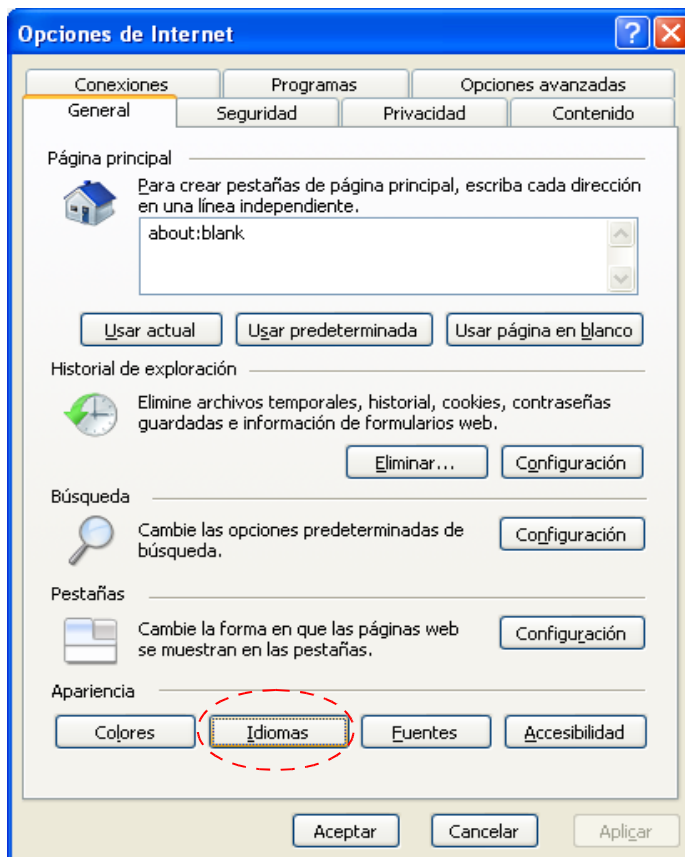 Opciones de Internet
Conexiones Programas Opciones avanzadas
General Seguridad Privacidad Contenido
Página principal
Para crear pestañas de página principal, escriba cada dirección
en una línea independiente.
about:blank
Usar actual Usar predeterminada Usar página en blanco
Historial de exploración
Elimine archivos temporales, historial, cookies, contraseñas
guardadas e información de formularios web.
Eliminar... Configuración
Búsqueda
Cambie las opciones predeterminadas de
búsqueda.
Configuración
Pestañas
Cambie la forma en que las páginas web
se muestran en las pestañas.
Configuración
Apariencia
Colores Idiomas Fuentes Accesibilidad
Aceptar Cancelar Aplicar